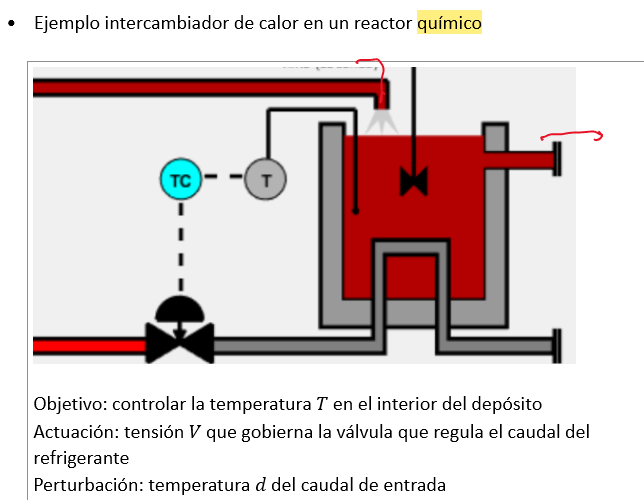 • Ejemplo intercambiador de calor en un reactor químico
TC
T
Objetivo: controlar la temperatura T en el interior del depósito
Actuación: tensión V que gobierna la válvula que regula el caudal del
refrigerante
Perturbación: temperatura d del caudal de entrada